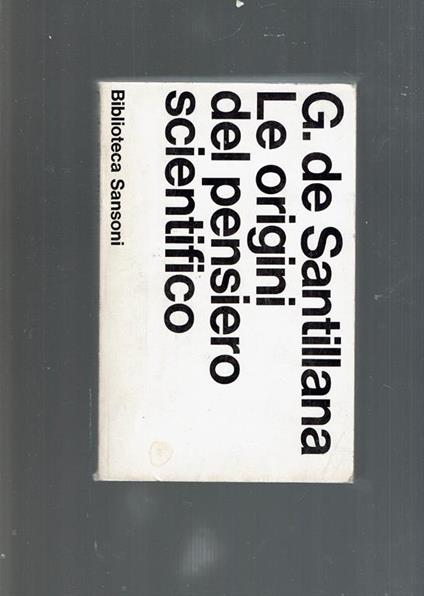 G. de Santillana
Le origini
del pensiero
scientifico
Biblioteca Sansoni